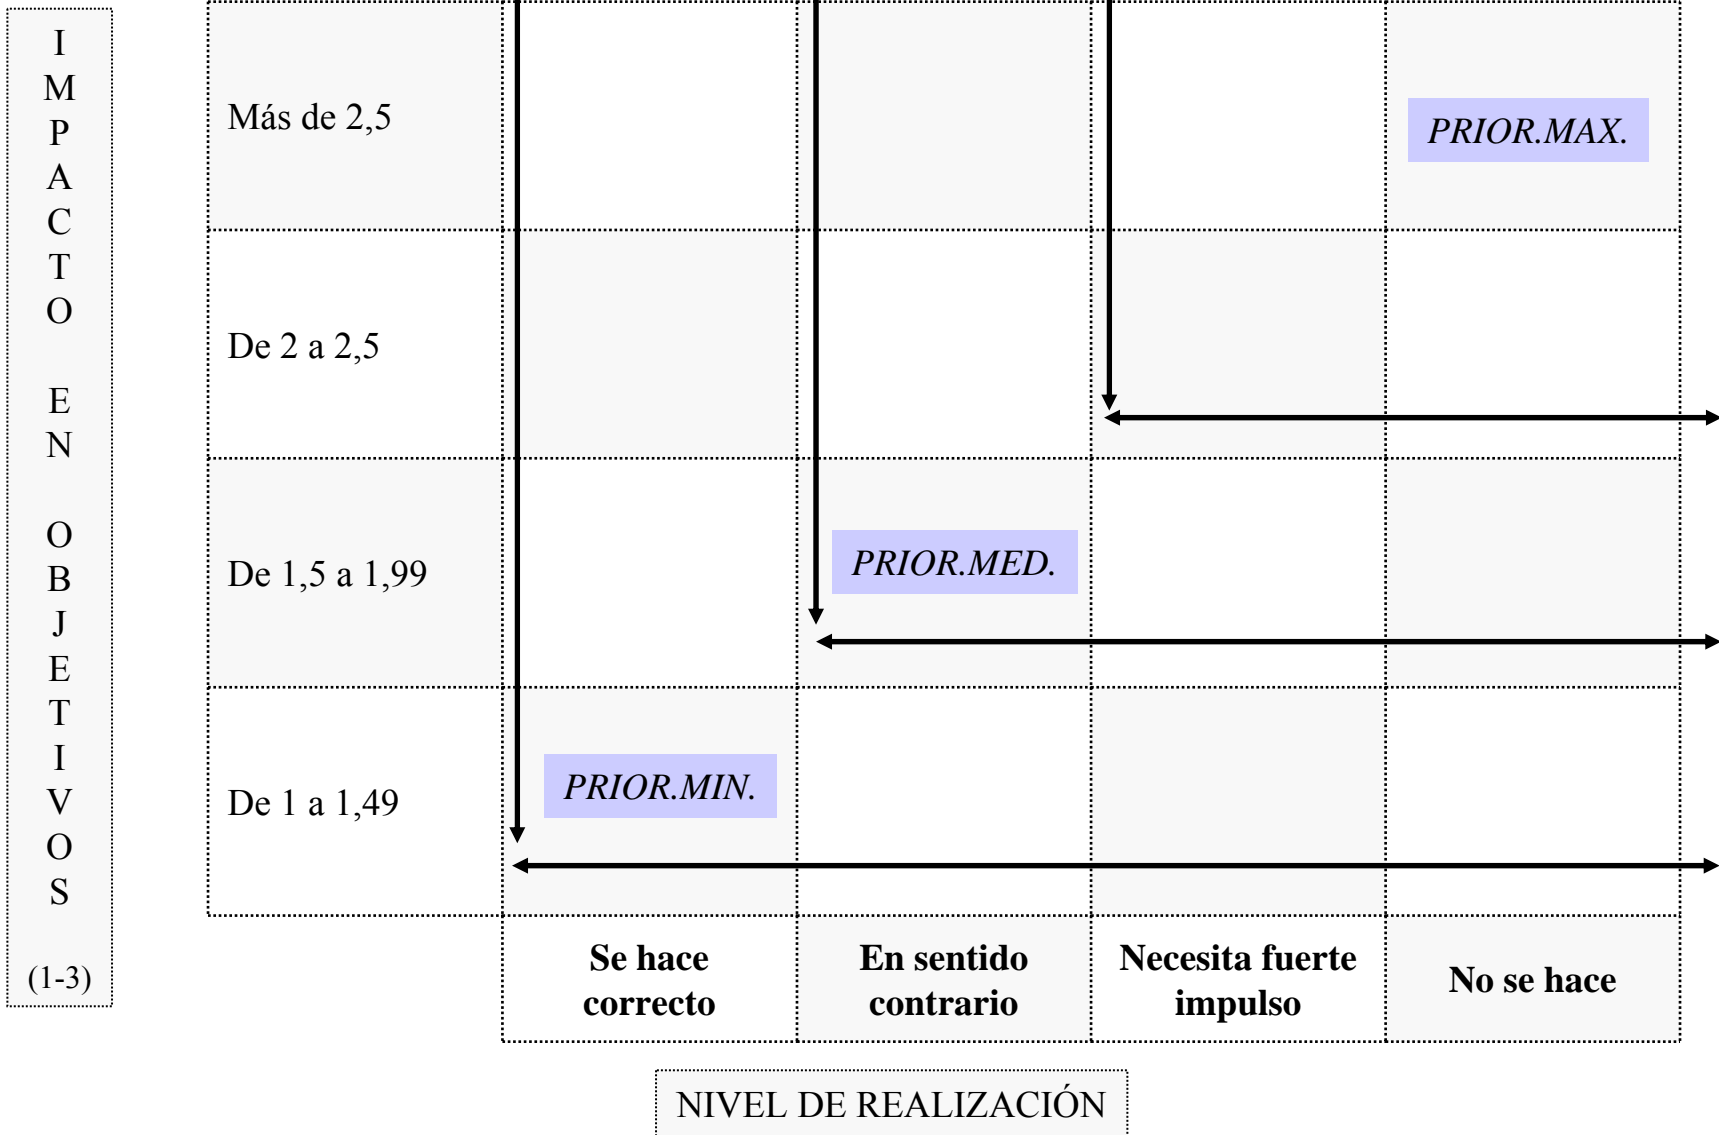 I
M
P
A
C
T
O
E
N
O
B
J
E
T
I
V
O
S
(1-3)
Más de 2,5
PRIOR.MAX.
De 2 a 2,5
De 1,5 a 1,99
PRIOR.MED.
De 1 a 1,49
PRIOR.MIN.
Se hace
correcto
En sentido
contrario
Necesita fuerte
impulso
No se hace
NIVEL DE REALIZACIÓN